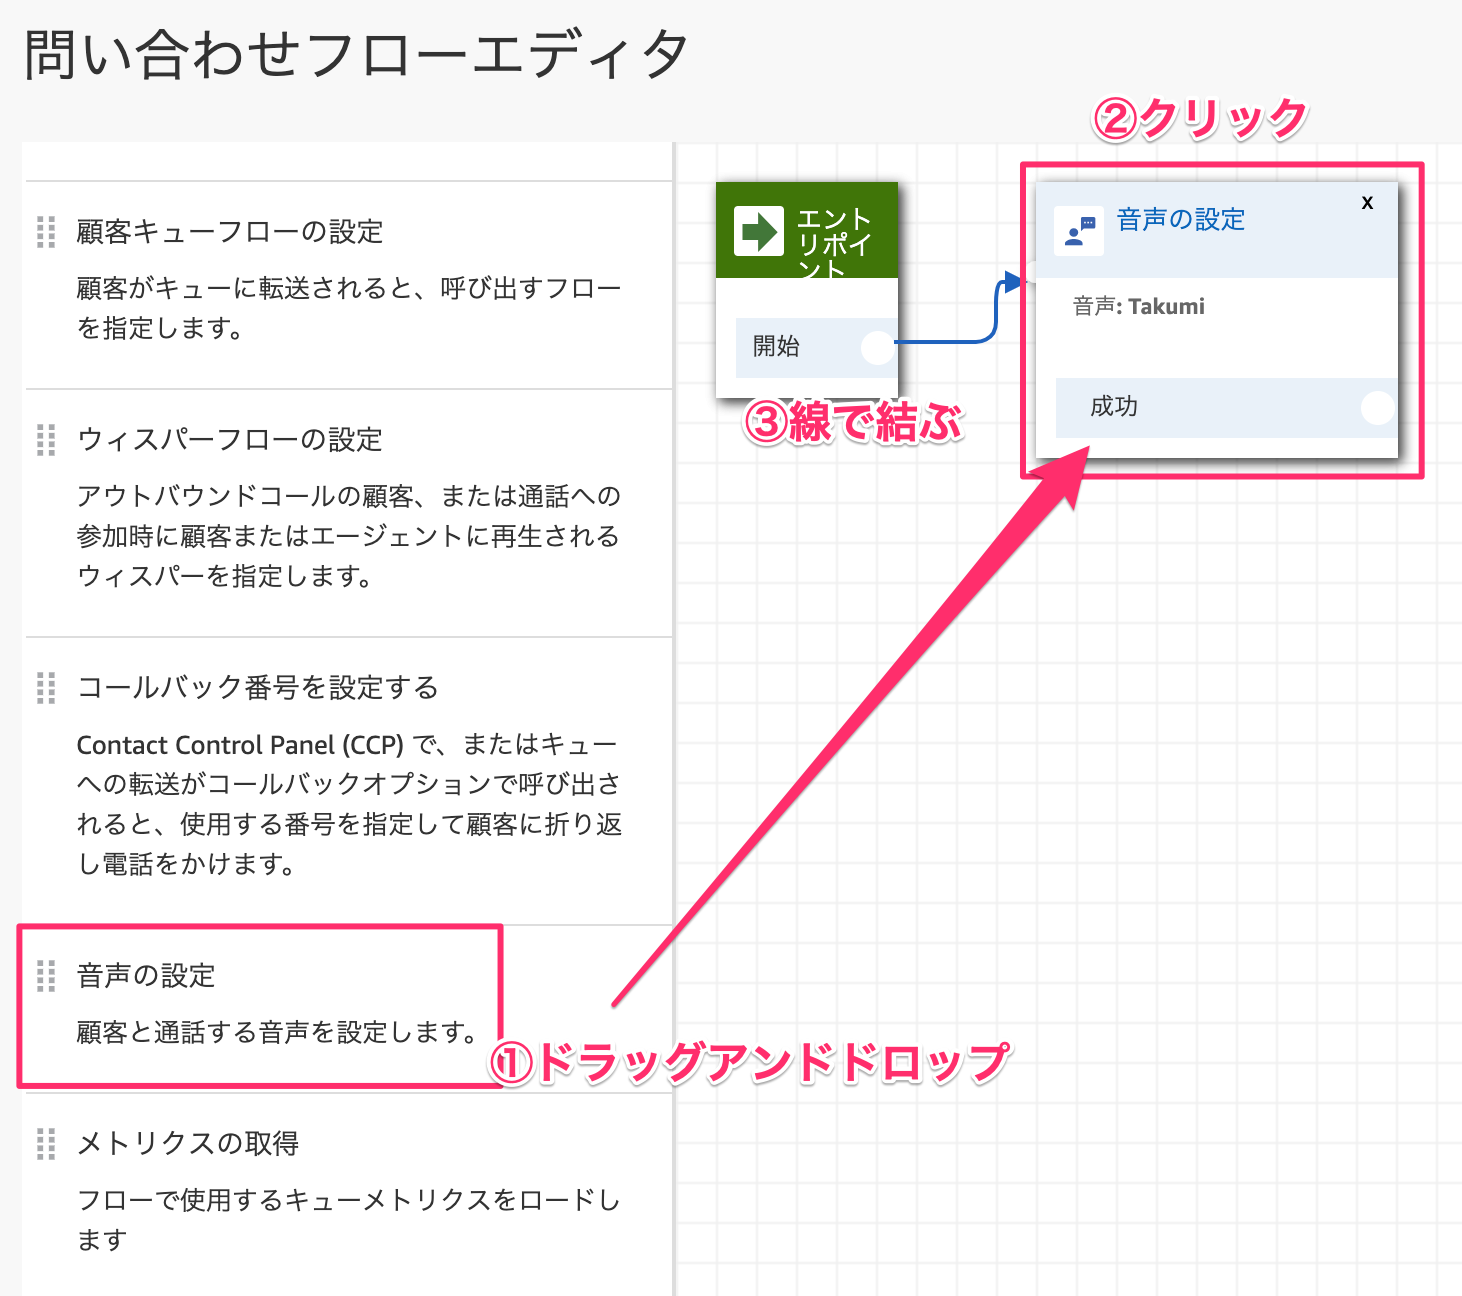 問い合わせフローエディタ
②クリック
顧客キューフローの設定
顧客がキューに転送されると、呼び出すフロー
を指定します。
エント
リポイ
ント
開始
音声の設定
x
音声: Takumi
成功
③線で結ぶ
ウィスパーフローの設定
アウトバウンドコールの顧客、または通話への
参加時に顧客またはエージェントに再生される
ウィスパーを指定します。
コールバック番号を設定する
Contact Control Panel (CCP) で、またはキュー
への転送がコールバックオプションで呼び出さ
れると、使用する番号を指定して顧客に折り返
し電話をかけます。
音声の設定
顧客と通話する音声を設定します。
①ドラッグアンドドロップ
メトリクスの取得
フローで使用するキューメトリクスをロードし
ます